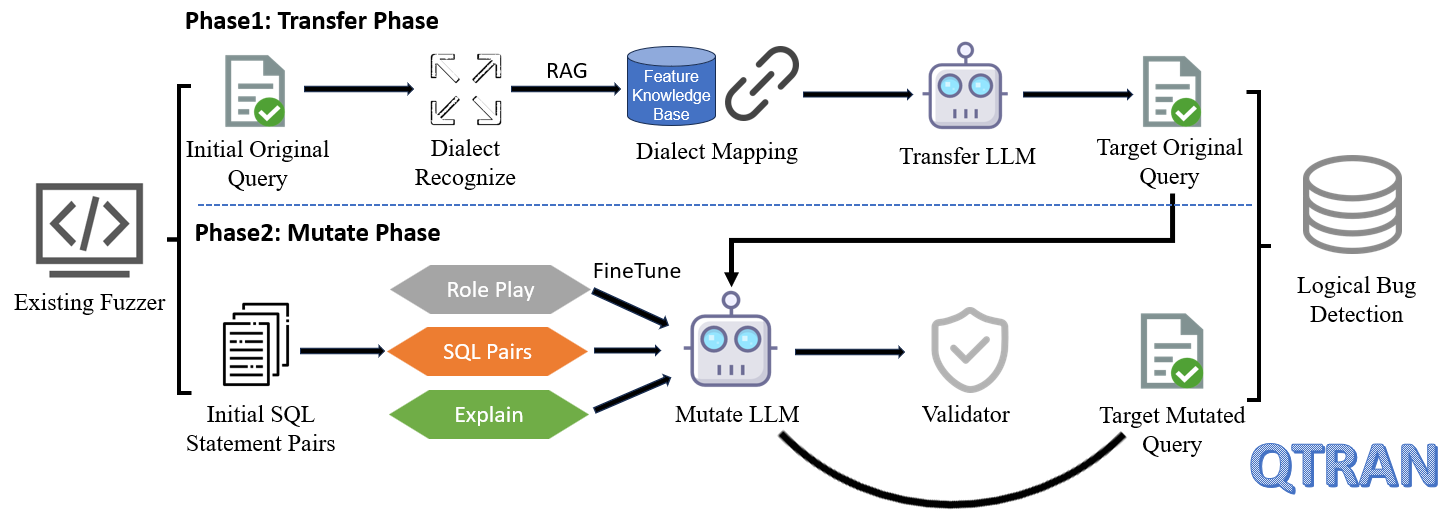 Phase1: Transfer Phase
RAG
Feature
Knowledge
Base
Initial Original
Query
Dialect
Recognize
Dialect Mapping
Transfer LLM
Target Original
Query
Existing Fuzzer
Logical Bug
Detection
Phase2: Mutate Phase
FineTune
Role Play
SQL Pairs
Explain
Initial SQL
Statement Pairs
Mutate LLM
Validator
Target Mutated
Query
QTRAN